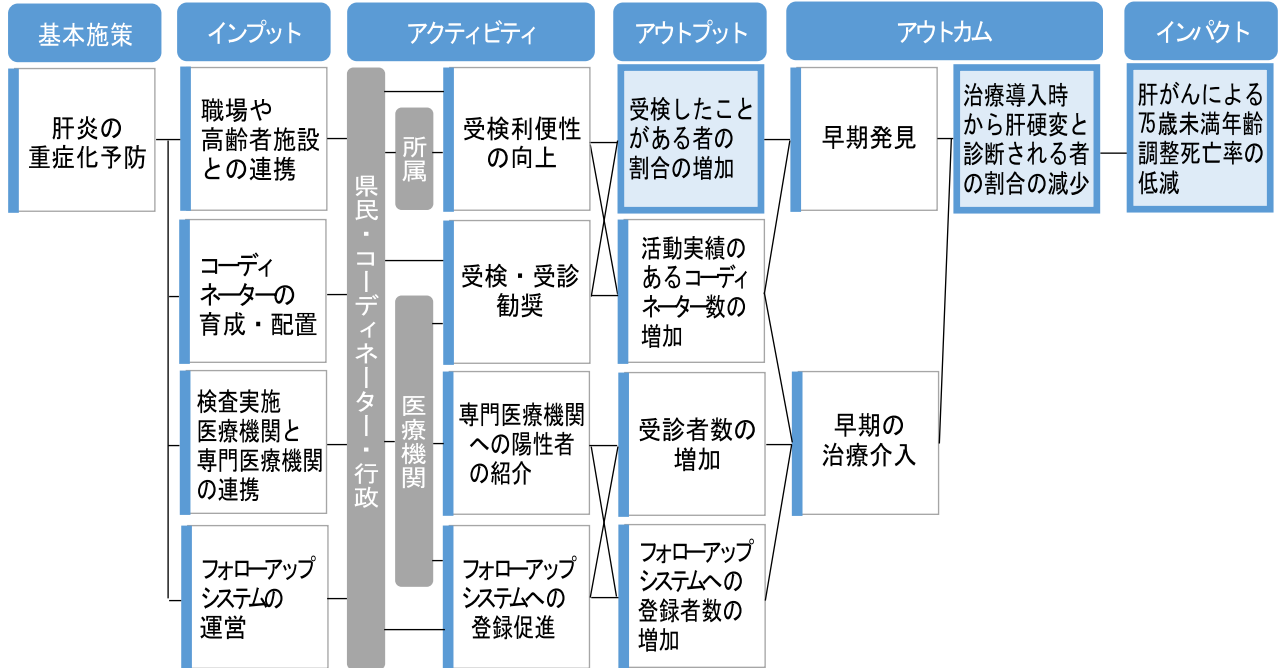 基本施策
インプット
アクティビティ
アウトプット
アウトカム
インパクト
肝炎の
重症化予防
職場や
高齢者施設
との連携
コーディ
ネーターの
育成・配置
検査実施
医療機関と
専門医療機関
の連携
フォローアップ
システムの
運営
県民・コーディネーター・行政
所属
医療機関
受検利便性
の向上
受検・受診
勧奨
専門医療機関
への陽性者
の紹介
フォローアップ
システムへの
登録促進
受検したこと
がある者の
割合の増加
活動実績の
あるコーディ
ネーター数の
増加
受診者数の
増加
フォローアップ
システムへの
登録者数の
増加
早期発見
早期の
治療介入
治療導入時
から肝硬変と
診断される者
の割合の減少
肝がんによる
75歳未満年齢
調整死亡率の
低減